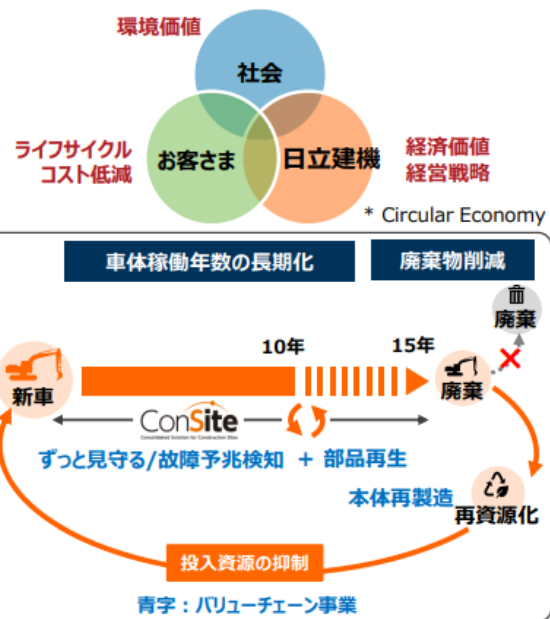 環境価値
社会
ライフサイクル
コスト低減
お客さま
日立建機
経済価値
経営戦略
* Circular Economy
車体稼働年数の長期化
廃棄物削減
廃棄
10年
15年
新車
廃棄
ConSite
Consolidated Solution for Construction Sites
ずっと見守る/故障予兆検知 + 部品再生
本体再製造
再資源化
投入資源の抑制
青字：バリューチェーン事業